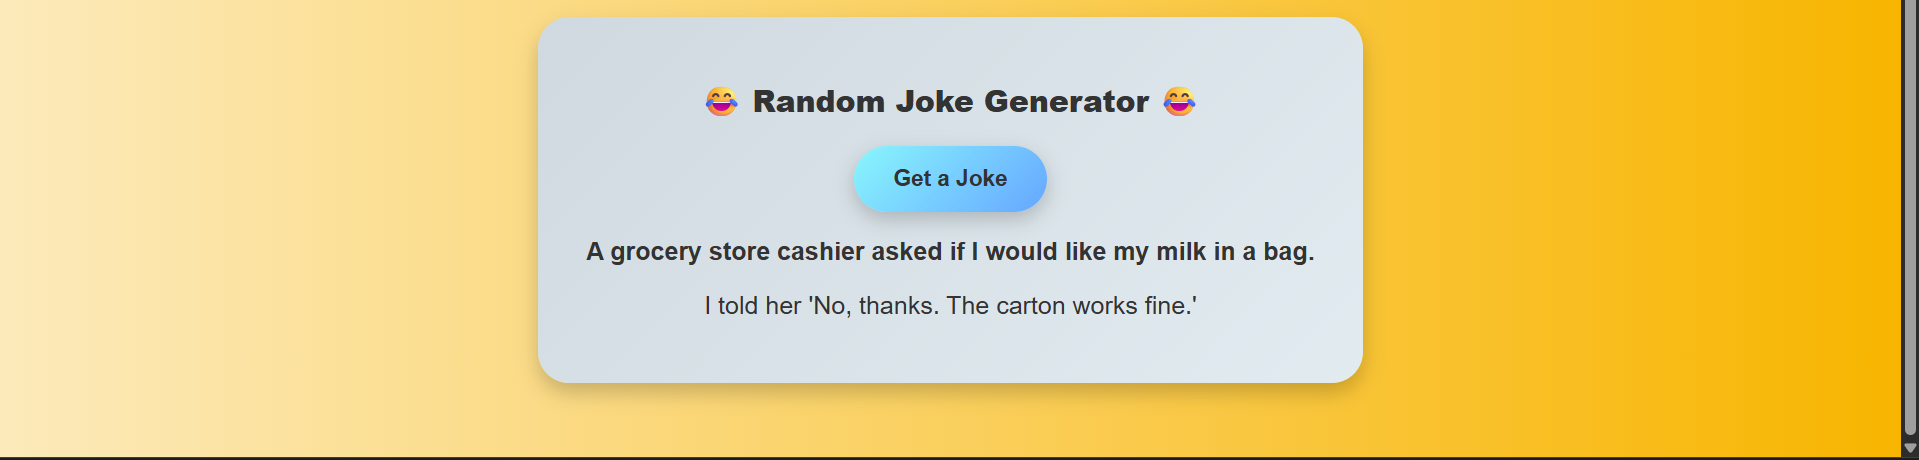 😂 Random Joke Generator 😂
Get a Joke
A grocery store cashier asked if I would like my milk in a bag.
I told her 'No, thanks. The carton works fine.'